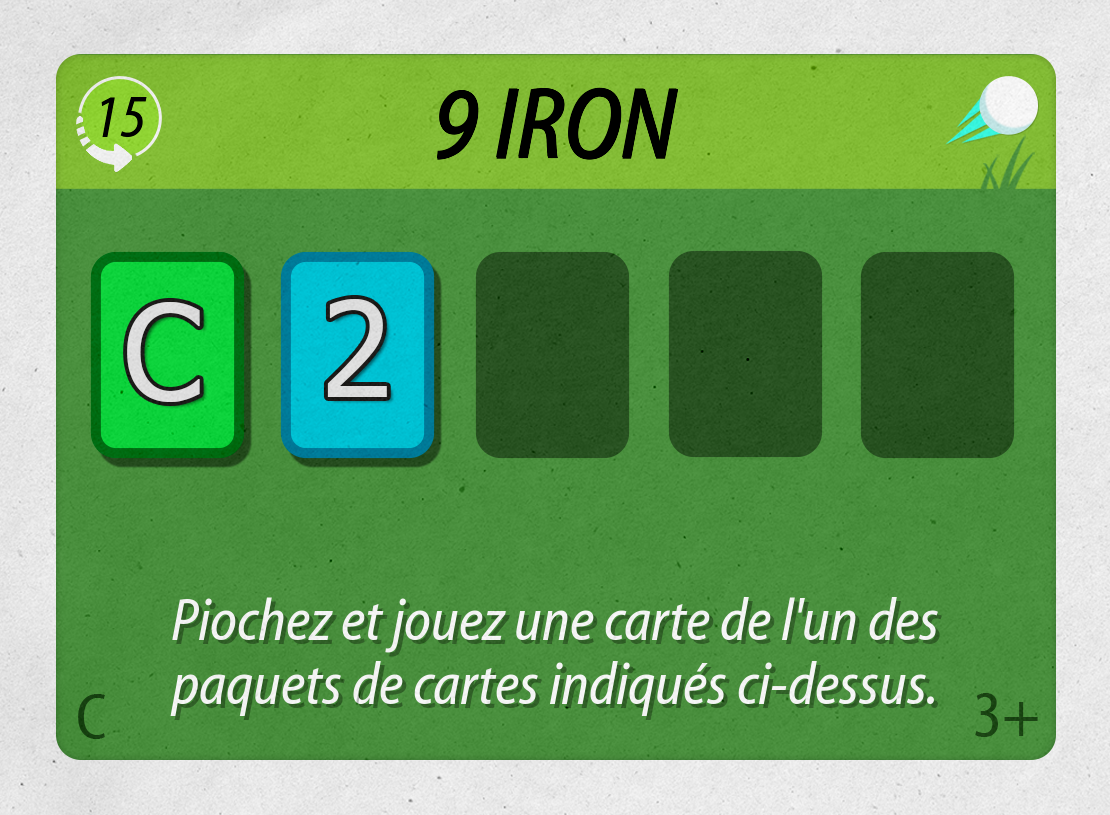 15
9 IRON
C
2
Piochez et jouez une carte de l'un des
paquets de cartes indiqués ci-dessus.
C
3+